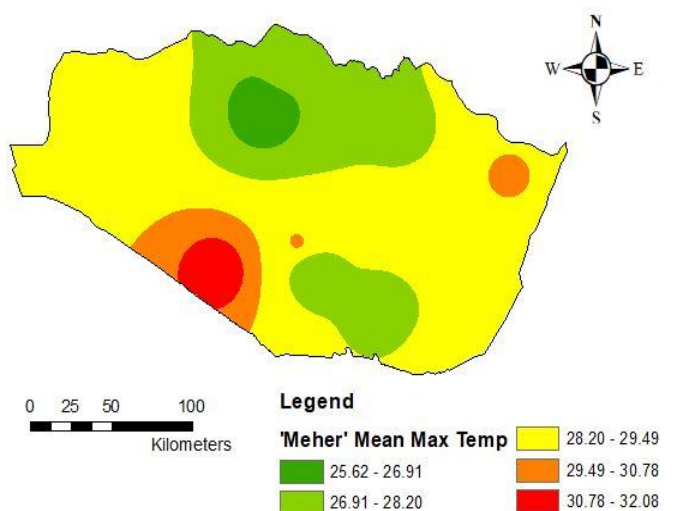 N
W E
S
0 25 50 100
Kilometers
Legend
'Meher' Mean Max Temp
25.62 - 26.91
26.91 - 28.20
28.20 - 29.49
29.49 - 30.78
30.78 - 32.08